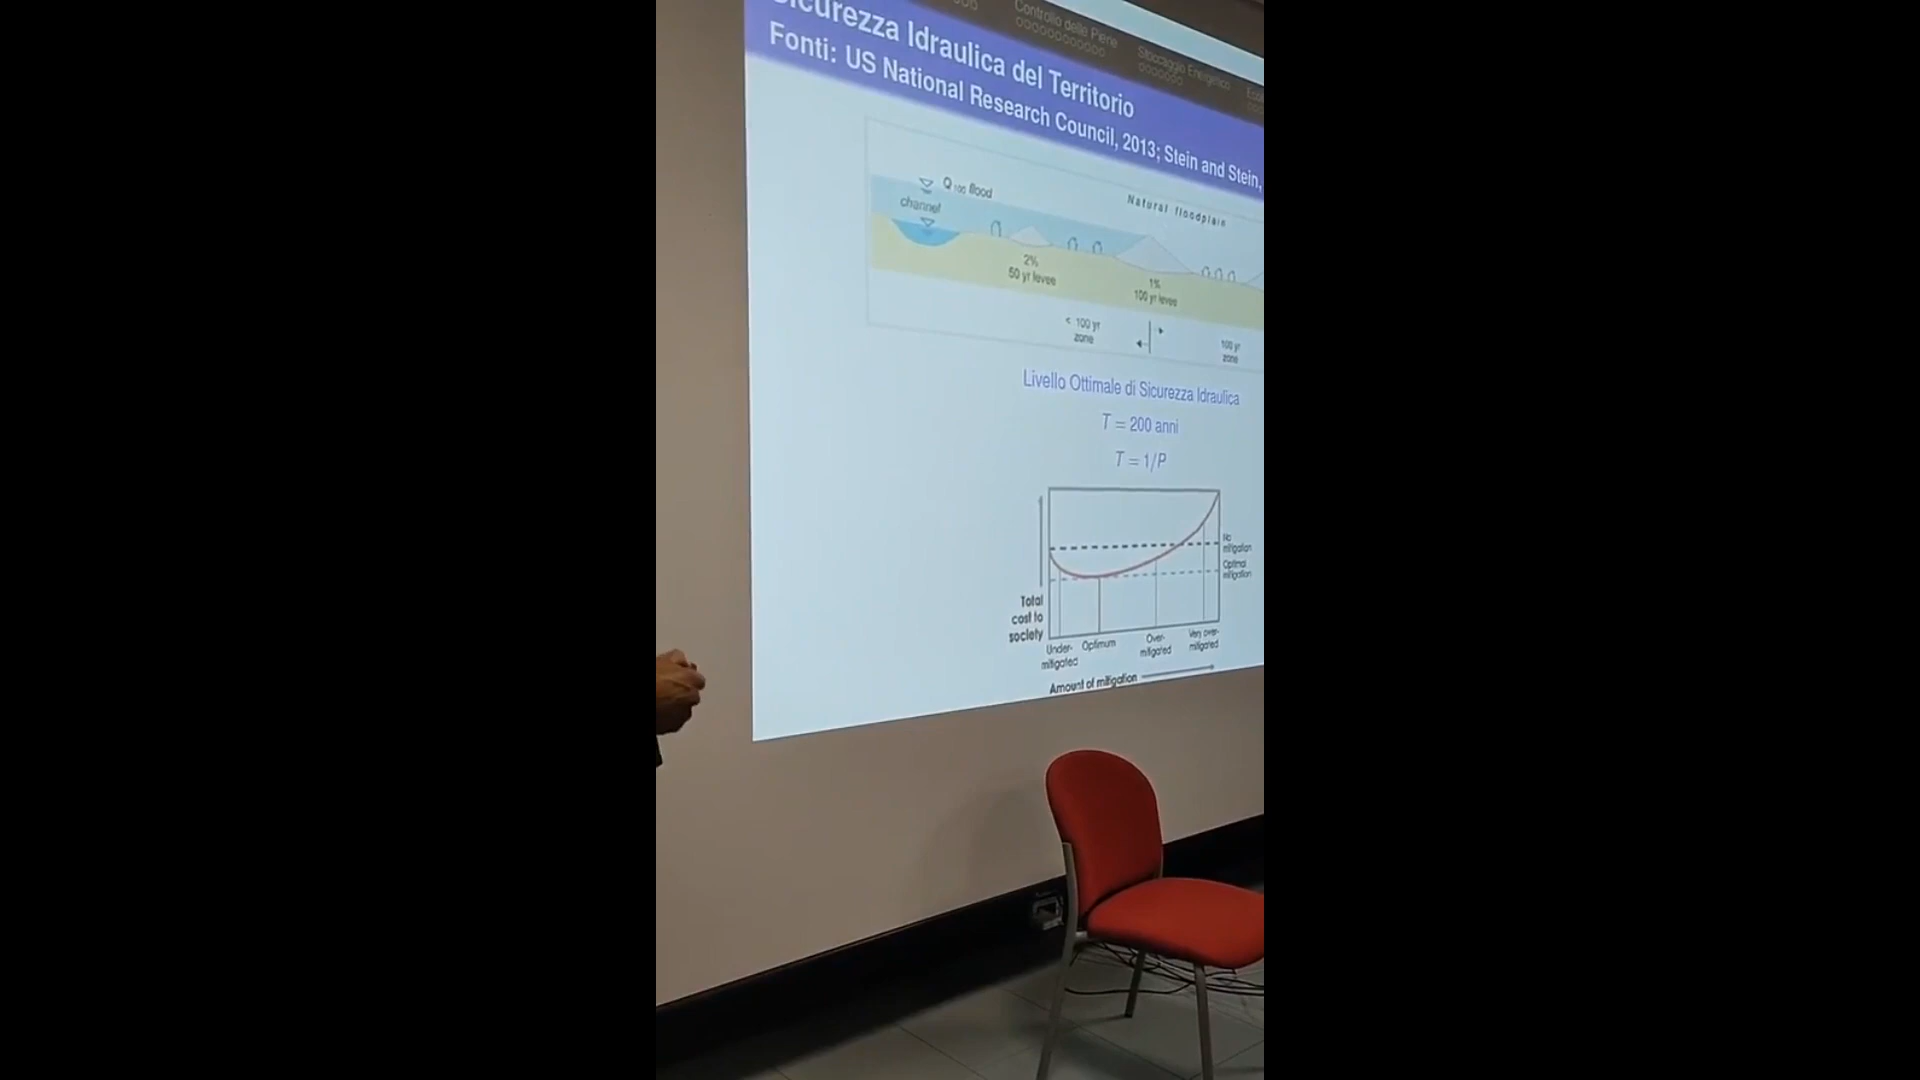 Controllo delle Piene
Stoccaggio Energetico
Sicurezza Idraulica del Territorio
Fonti: US National Research Council, 2013; Stein and Stein,
Q100 flood
channel
Natural floodplain
2%
50 yr levee
1%
100 yr levee
< 100 yr
zone
100 yr
zone
Livello Ottimale di Sicurezza Idraulica
T = 200 anni
T = 1/P
No
mitigation
Optimal
mitigation
Total
cost to
society
Under-
mitigated
Optimum
Over-
mitigated
Very over-
mitigated
Amount of mitigation